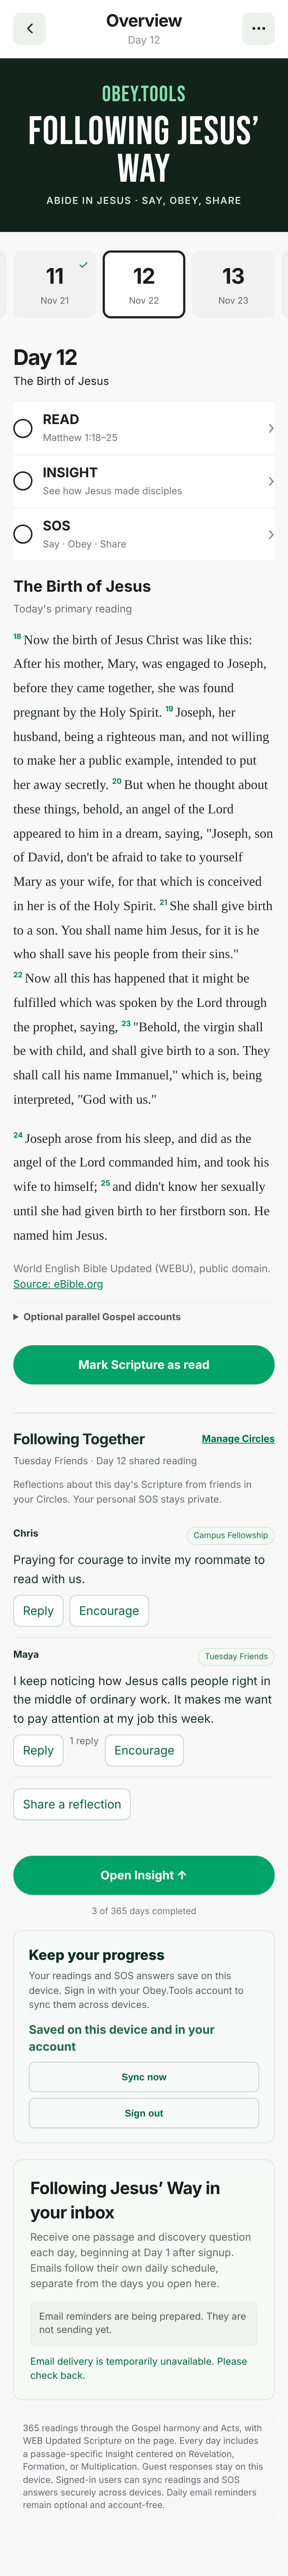 Overview
Day 12
OBEY.TOOLS
FOLLOWING JESUS’
WAY
ABIDE IN JESUS · SAY, OBEY, SHARE
11
Nov 21
12
Nov 22
13
Nov 23
Day 12
The Birth of Jesus
READ
Matthew 1:18–25
INSIGHT
See how Jesus made disciples
SOS
Say · Obey · Share
The Birth of Jesus
Today's primary reading
18 Now the birth of Jesus Christ was like this:
After his mother, Mary, was engaged to Joseph,
before they came together, she was found
pregnant by the Holy Spirit. 19 Joseph, her
husband, being a righteous man, and not willing
to make her a public example, intended to put
her away secretly. 20 But when he thought about
these things, behold, an angel of the Lord
appeared to him in a dream, saying, "Joseph, son
of David, don't be afraid to take to yourself
Mary as your wife, for that which is conceived
in her is of the Holy Spirit. 21 She shall give birth
to a son. You shall name him Jesus, for it is he
who shall save his people from their sins."
22 Now all this has happened that it might be
fulfilled which was spoken by the Lord through
the prophet, saying, 23 "Behold, the virgin shall
be with child, and shall give birth to a son. They
shall call his name Immanuel," which is, being
interpreted, "God with us."
24 Joseph arose from his sleep, and did as the
angel of the Lord commanded him, and took his
wife to himself; 25 and didn't know her sexually
until she had given birth to her firstborn son. He
named him Jesus.
World English Bible Updated (WEBU), public domain.
Source: eBible.org
Optional parallel Gospel accounts
Mark Scripture as read
Following Together
Manage Circles
Tuesday Friends · Day 12 shared reading
Reflections about this day's Scripture from friends in
your Circles. Your personal SOS stays private.
Chris
Campus Fellowship
Praying for courage to invite my roommate to
read with us.
Reply
Encourage
Maya
Tuesday Friends
I keep noticing how Jesus calls people right in
the middle of ordinary work. It makes me want
to pay attention at my job this week.
Reply
1 reply
Encourage
Share a reflection
Open Insight ↑
3 of 365 days completed
Keep your progress
Your readings and SOS answers save on this
device. Sign in with your Obey.Tools account to
sync them across devices.
Saved on this device and in your
account
Sync now
Sign out
Following Jesus’ Way in
your inbox
Receive one passage and discovery question
each day, beginning at Day 1 after signup.
Emails follow their own daily schedule,
separate from the days you open here.
Email reminders are being prepared. They are
not sending yet.
Email delivery is temporarily unavailable. Please
check back.
365 readings through the Gospel harmony and Acts, with
WEB Updated Scripture on the page. Every day includes
a passage-specific Insight centered on Revelation,
Formation, or Multiplication. Guest responses stay on this
device. Signed-in users can sync readings and SOS
answers securely across devices. Daily email reminders
remain optional and account-free.